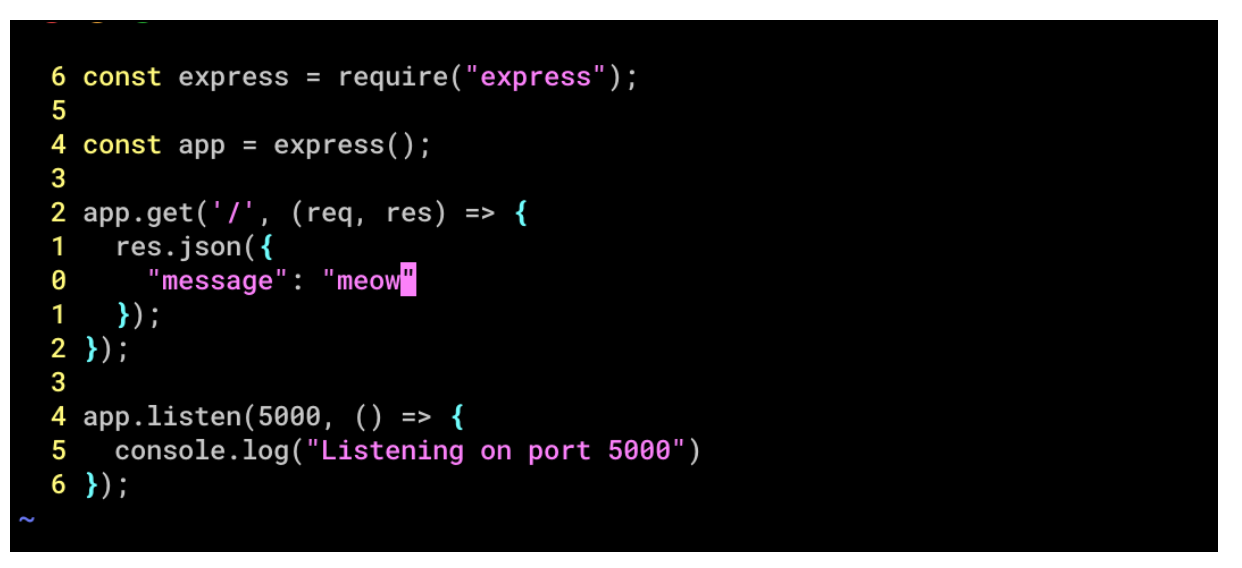 6 const express = require("express");
5
4 const app = express();
3
2 app.get('/', (req, res) => {
1   res.json({
0     "message": "meow"
1   });
2 });
3
4 app.listen(5000, () => {
5   console.log("Listening on port 5000")
6 });
~